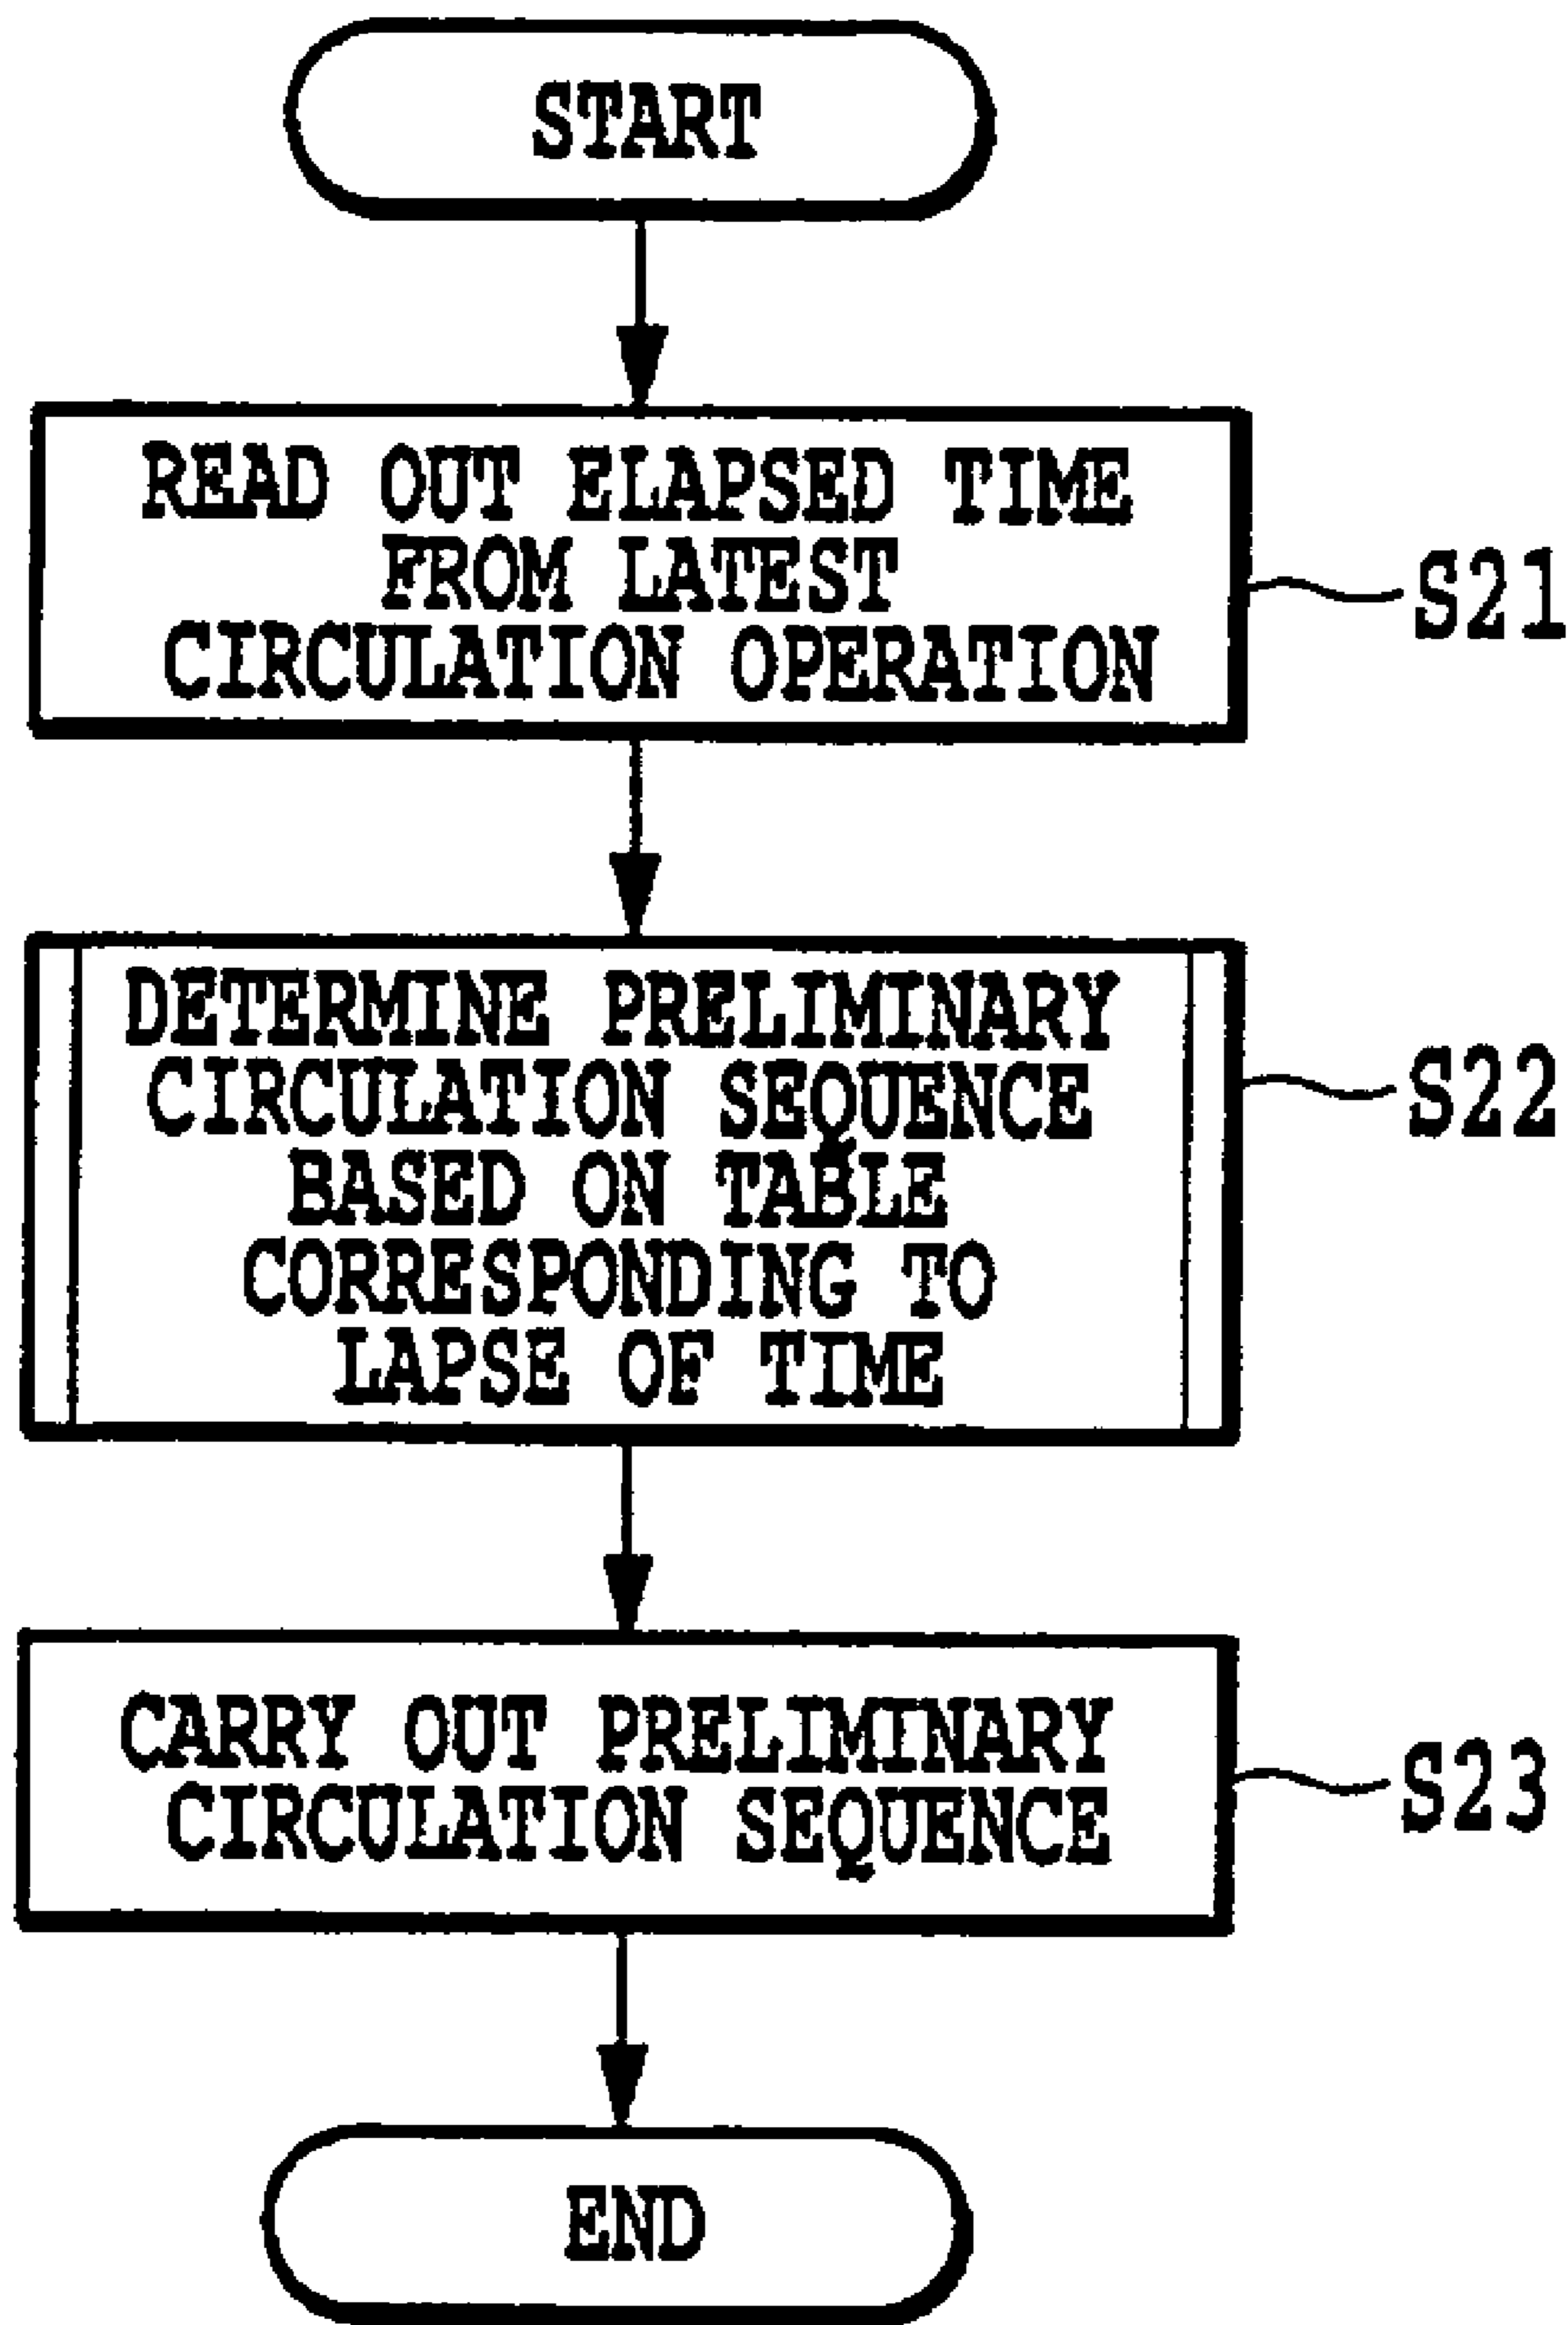 START
READ OUT ELAPSED TIME
FROM LATEST
CIRCULATION OPERATION
S21
DETERMINE PRELIMINARY
CIRCULATION SEQUENCE
BASED ON TABLE
CORRESPONDING TO
LAPSE OF TIME
S22
CARRY OUT PRELIMINARY
CIRCULATION SEQUENCE
S23
END